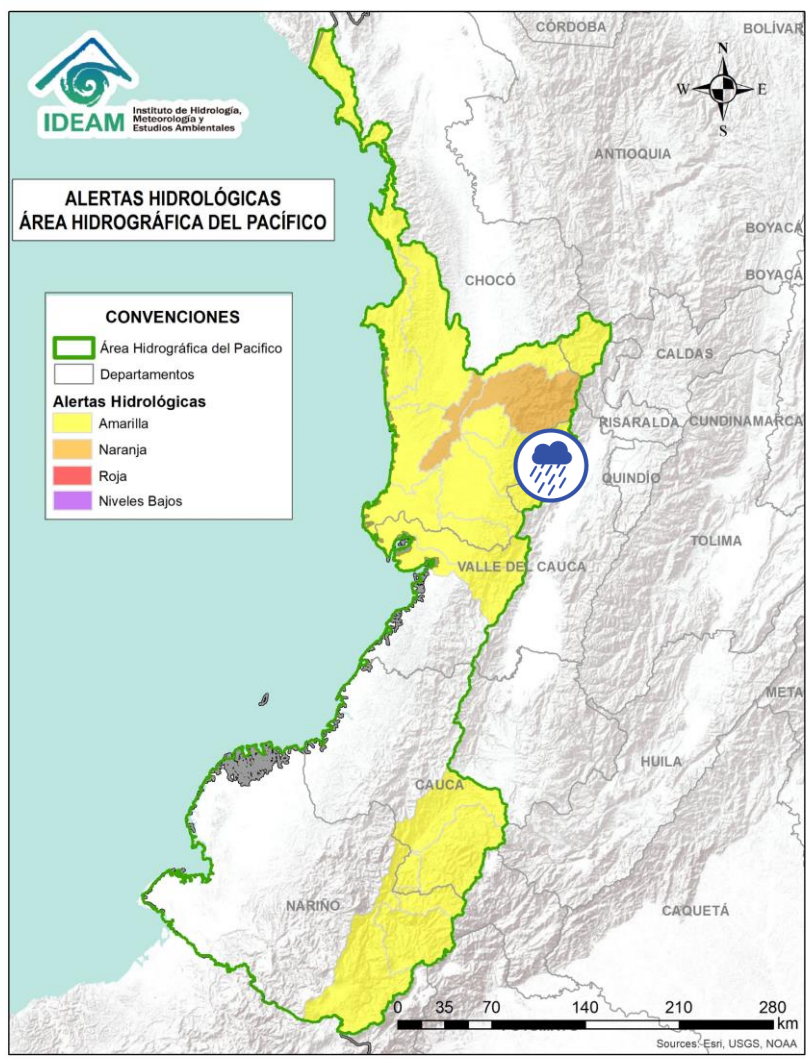 CÓRDOBA
BOLÍVAR
N
W
E
S
IDEAM
Instituto de Hidrología,
Meteorología y
Estudios Ambientales
ANTIOQUIA
ALERTAS HIDROLÓGICAS
ÁREA HIDROGRÁFICA DEL PACÍFICO
BOYACÁ
BOYACÁ
CHOCÓ
CONVENCIONES
Área Hidrográfica del Pacifico
Departamentos
Alertas Hidrológicas
Amarilla
Naranja
Roja
Niveles Bajos
CALDAS
RISARALDA
CUNDINAMARCA
QUINDÍO
TOLIMA
VALLE DEL CAUCA
META
HUILA
CAUCA
NARIÑO
CAQUETÁ
0 35 70 140 210 280
km
Sources: Esri, USGS, NOAA